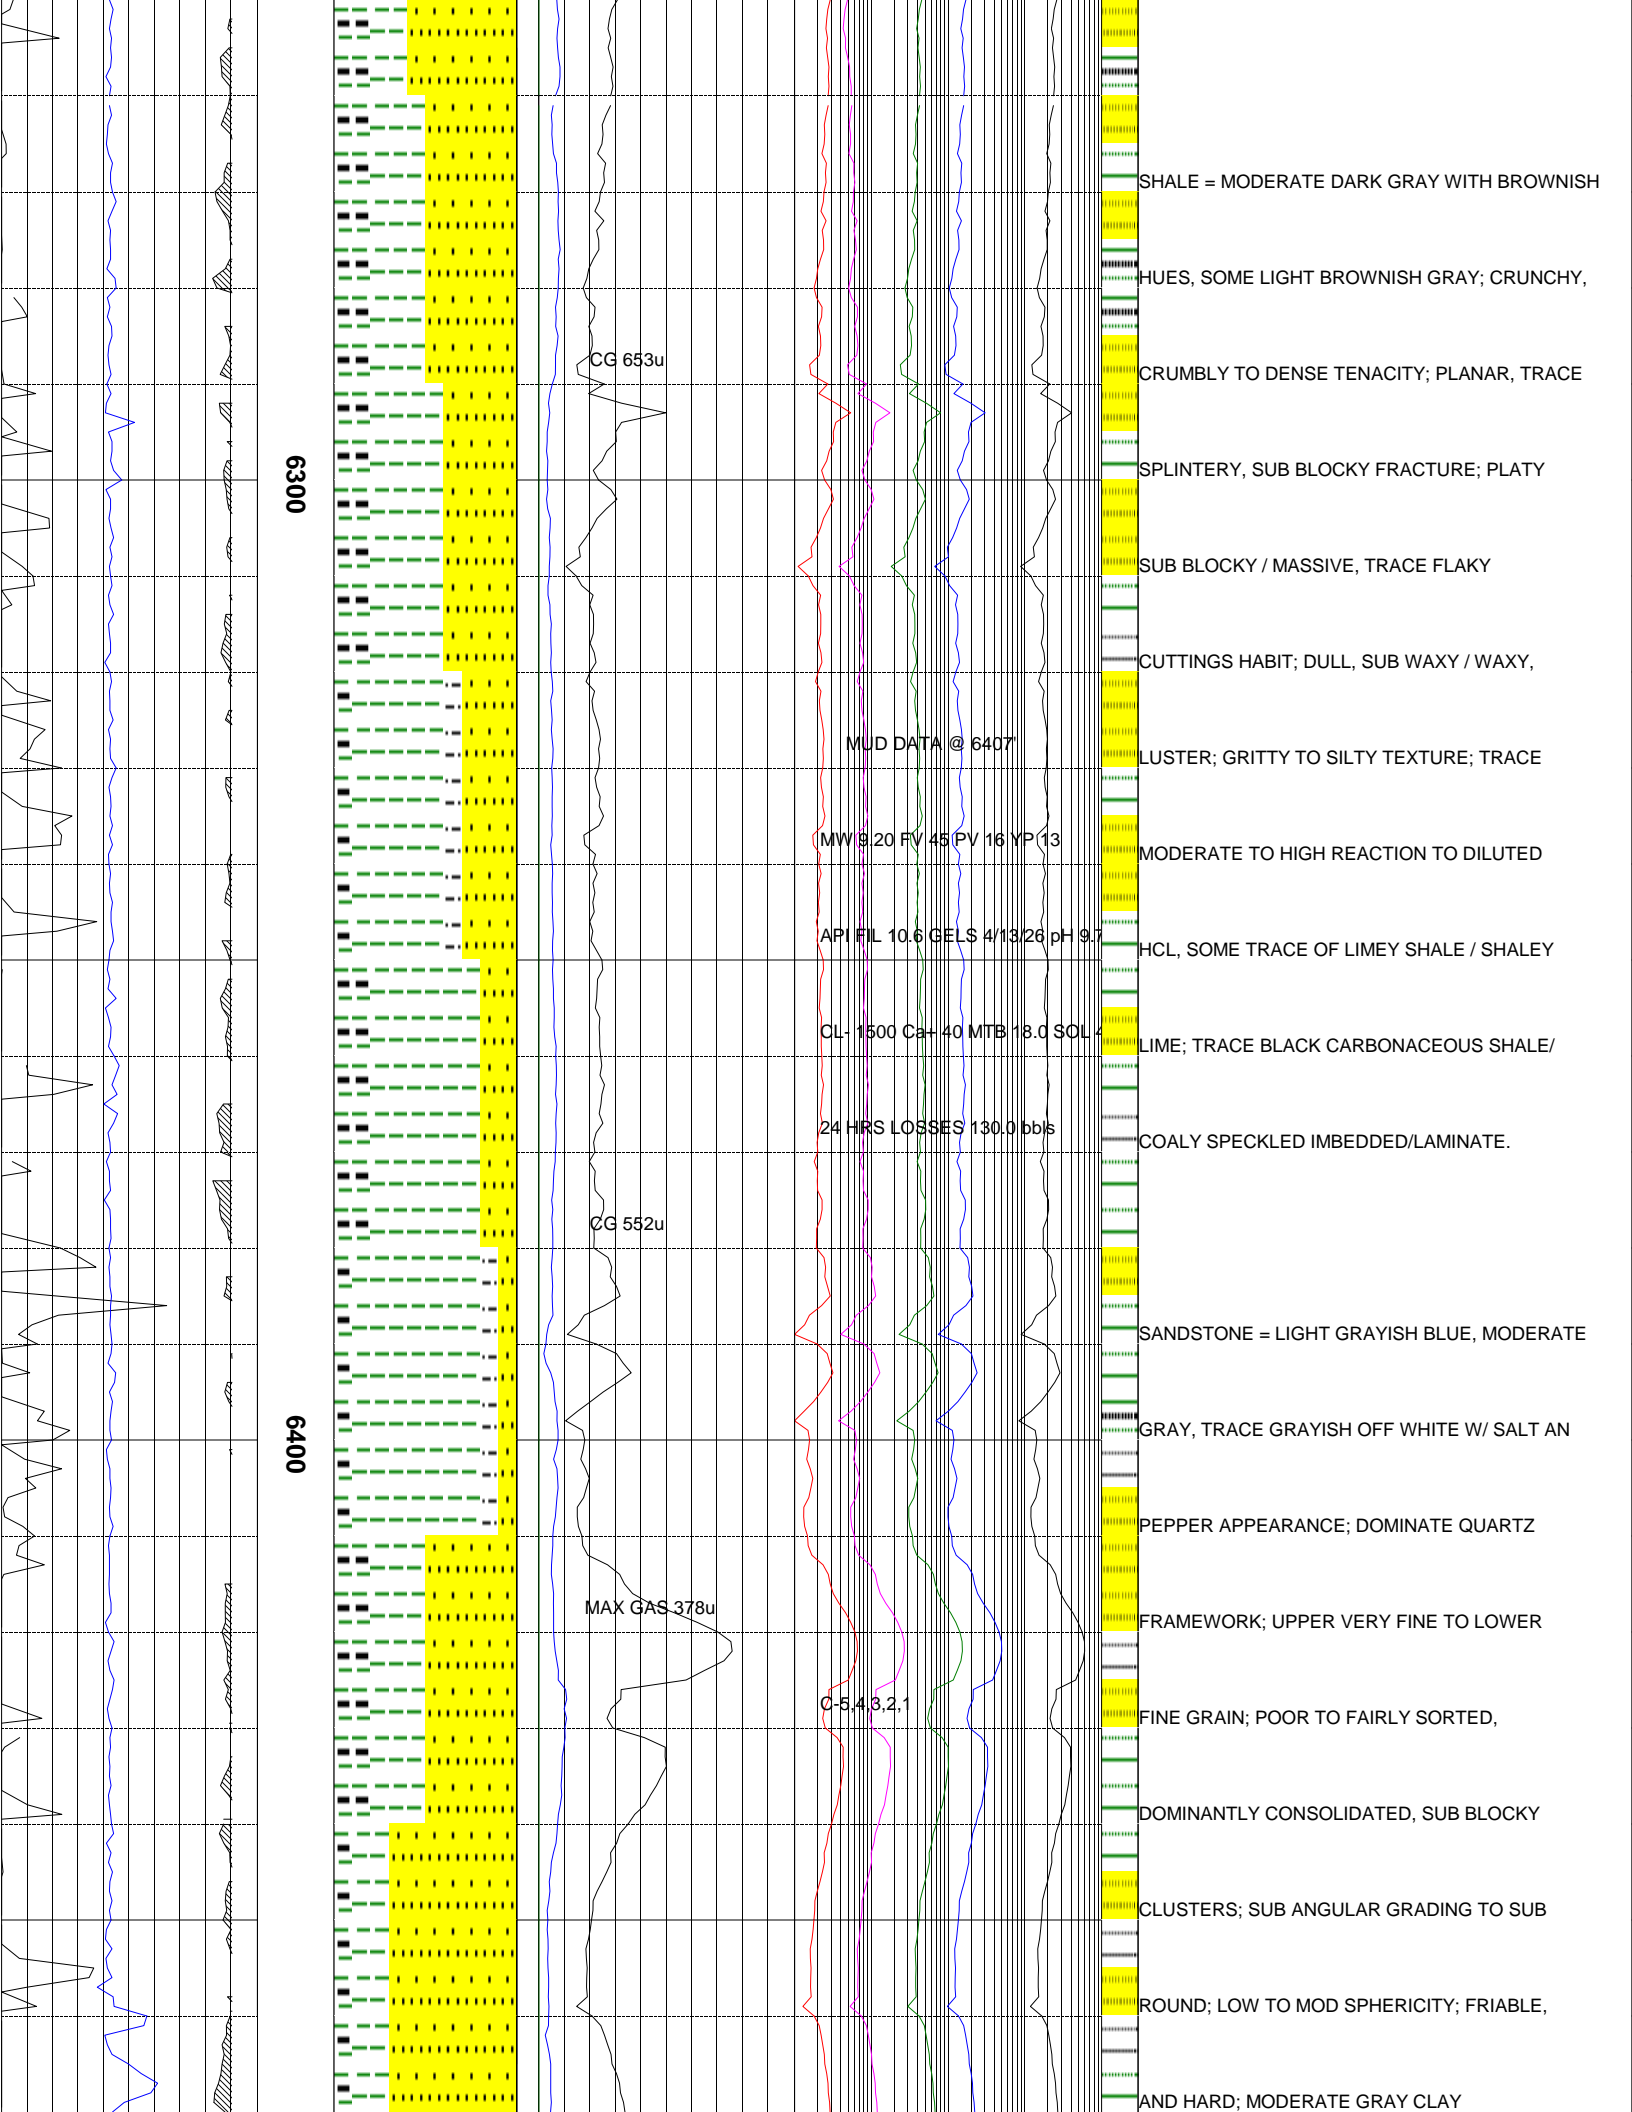 SHALE = MODERATE DARK GRAY WITH BROWNISH
HUES, SOME LIGHT BROWNISH GRAY; CRUNCHY,
CG 653u
CRUMBLY TO DENSE TENACITY; PLANAR, TRACE
6300
SPLINTERY, SUB BLOCKY FRACTURE; PLATY
SUB BLOCKY / MASSIVE, TRACE FLAKY
CUTTINGS HABIT; DULL, SUB WAXY / WAXY,
MUD DATA @ 6407'
LUSTER; GRITTY TO SILTY TEXTURE; TRACE
MW 9.20 FV 45 PV 16 YP 13
MODERATE TO HIGH REACTION TO DILUTED
API FIL 10.6 GELS 4/13/26 pH 9.7
HCL, SOME TRACE OF LIMEY SHALE / SHALEY
CL- 1500 Ca+ 40 MTB 18.0 SOL 4
LIME; TRACE BLACK CARBONACEOUS SHALE/
24 HRS LOSSES 130.0 bbls
COALY SPECKLED IMBEDDED/LAMINATE.
CG 552u
SANDSTONE = LIGHT GRAYISH BLUE, MODERATE
6400
GRAY, TRACE GRAYISH OFF WHITE W/ SALT AN
PEPPER APPEARANCE; DOMINATE QUARTZ
MAX GAS 378u
FRAMEWORK; UPPER VERY FINE TO LOWER
C-5,4,3,2,1
FINE GRAIN; POOR TO FAIRLY SORTED,
DOMINANTLY CONSOLIDATED, SUB BLOCKY
CLUSTERS; SUB ANGULAR GRADING TO SUB
ROUND; LOW TO MOD SPHERICITY; FRIABLE,
AND HARD; MODERATE GRAY CLAY